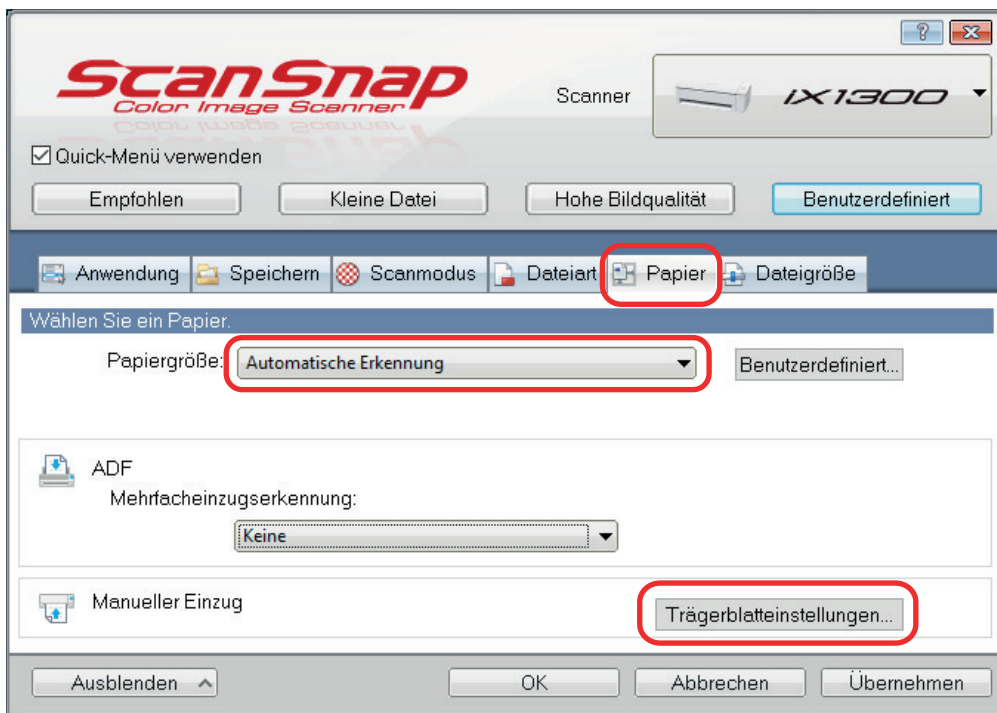 ScanSnap
Color Image Scanner
Scanner
iX1300
Quick-Menü verwenden
Empfohlen
Kleine Datei
Hohe Bildqualität
Benutzerdefiniert
Anwendung
Speichern
Scanmodus
Dateiart
Papier
Dateigröße
Wählen Sie ein Papier.
Papiergröße:
Automatische Erkennung
Benutzerdefiniert...
ADF
Mehrfacheinzugserkennung:
Keine
Manueller Einzug
Trägerblatteinstellungen...
Ausblenden
OK
Abbrechen
Übernehmen